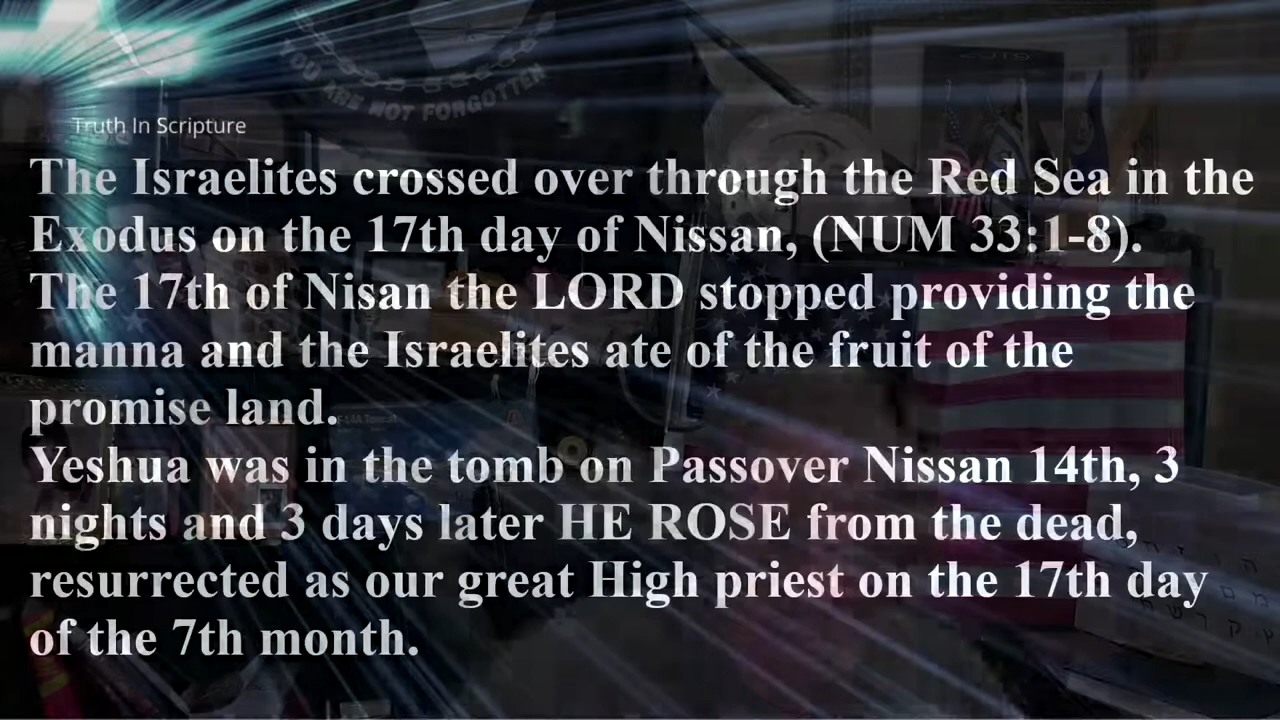 YOU ARE NOT FORGOTTEN
Truth In Scripture
The Israelites crossed over through the Red Sea in the
Exodus on the 17th day of Nissan, (NUM 33:1-8).
The 17th of Nisan the LORD stopped providing the
manna and the Israelites ate of the fruit of the
promise land.
Yeshua was in the tomb on Passover Nissan 14th, 3
nights and 3 days later HE ROSE from the dead,
resurrected as our great High priest on the 17th day
of the 7th month.